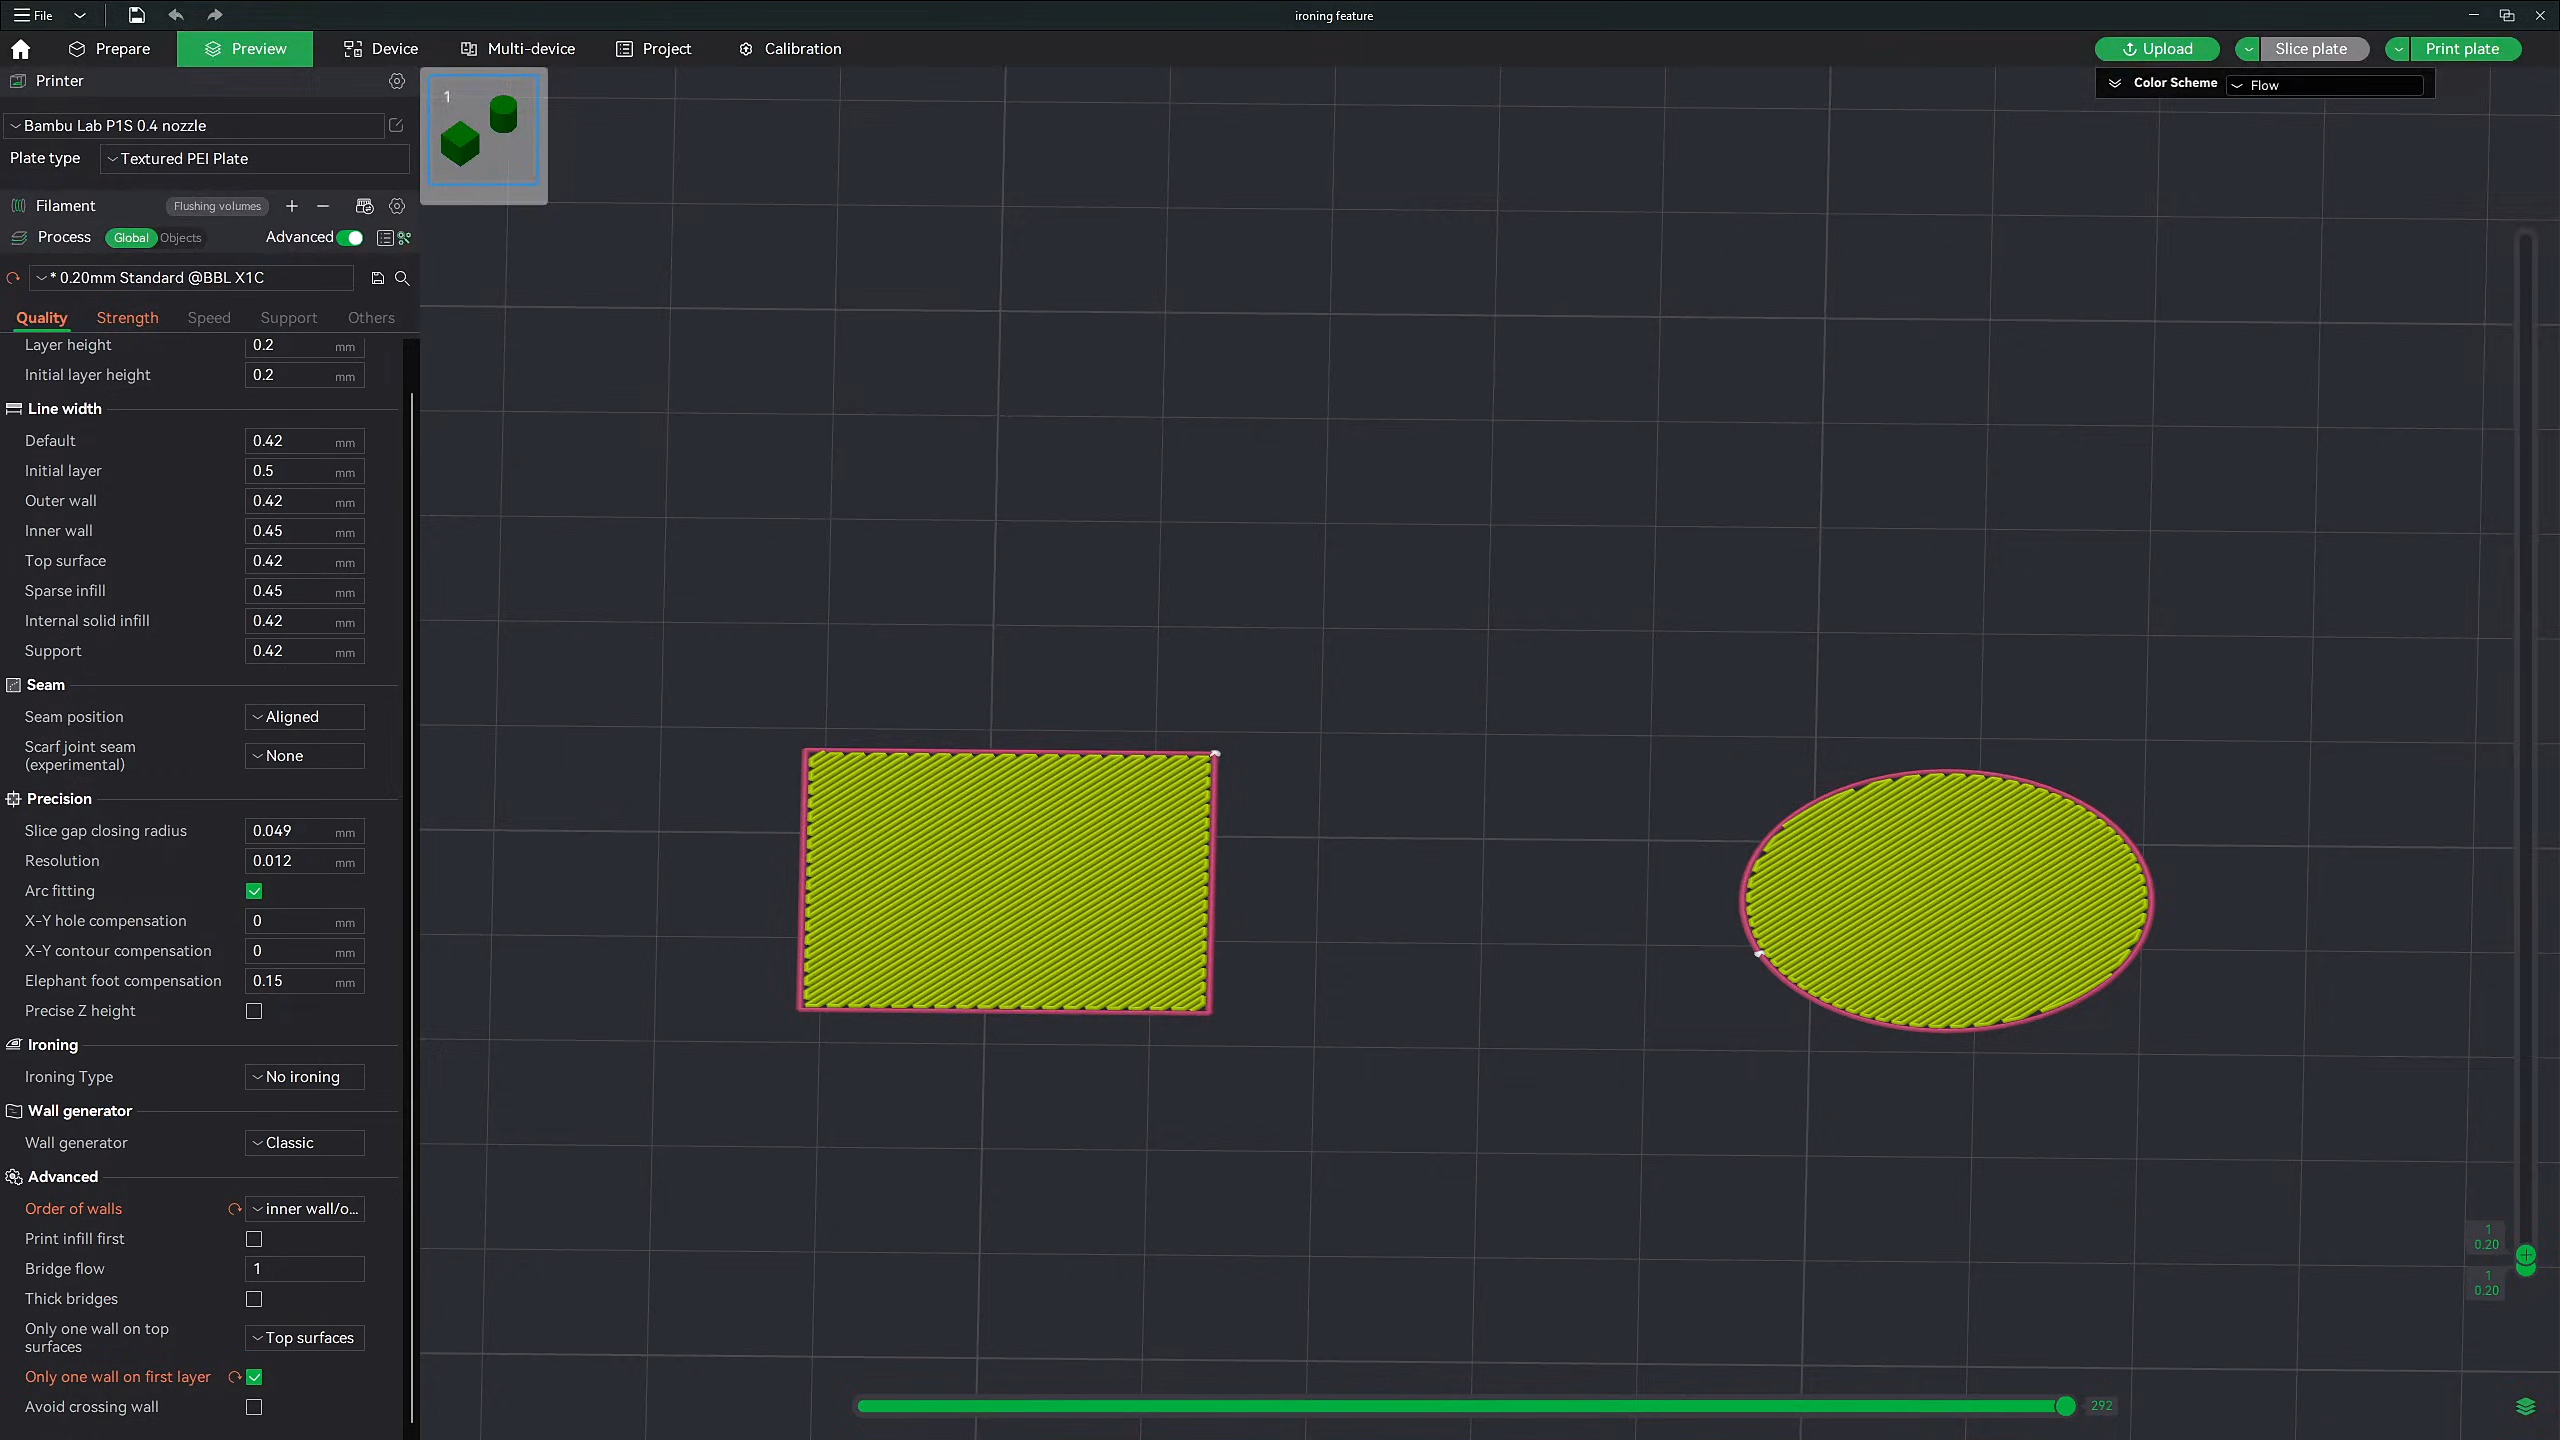 File
ironing feature
Prepare Preview Device Multi-device Project Calibration Upload Slice plate Print plate
Printer
Color Scheme Flow
1
Bambu Lab P1S 0.4 nozzle
Plate type Textured PEI Plate
Filament Flushing volumes
Process Global Objects Advanced
* 0.20mm Standard @BBL X1C
Quality Strength Speed Support Others
Layer height 0.2 mm
Initial layer height 0.2 mm
Line width
Default 0.42 mm
Initial layer 0.5 mm
Outer wall 0.42 mm
Inner wall 0.45 mm
Top surface 0.42 mm
Sparse infill 0.45 mm
Internal solid infill 0.42 mm
Support 0.42 mm
Seam
Seam position Aligned
Scarf joint seam
(experimental) None
Precision
Slice gap closing radius 0.049 mm
Resolution 0.012 mm
Arc fitting
X-Y hole compensation 0 mm
X-Y contour compensation 0 mm
Elephant foot compensation 0.15 mm
Precise Z height
Ironing
Ironing Type No ironing
Wall generator
Wall generator Classic
Advanced
Order of walls inner wall/o...
Print infill first
Bridge flow 1
Thick bridges
Only one wall on top
surfaces Top surfaces
Only one wall on first layer
Avoid crossing wall
1
0.20
1
0.20
292